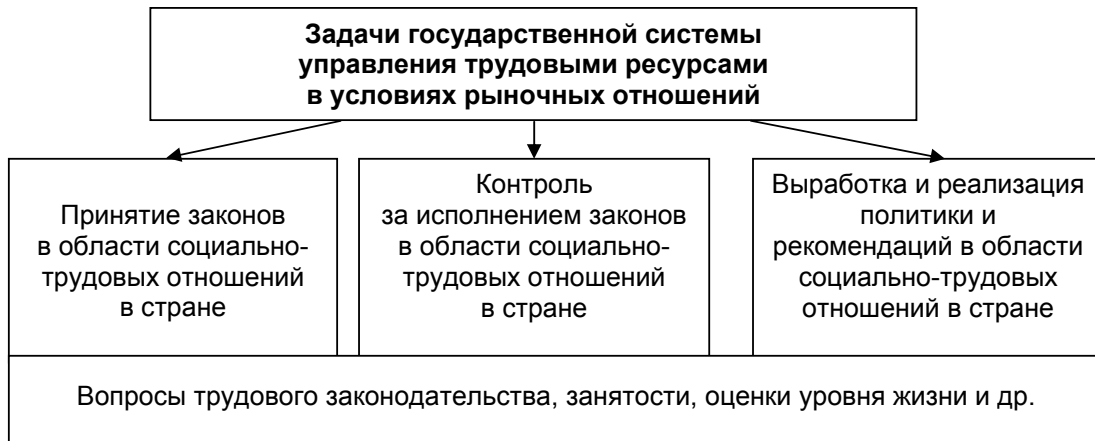 Задачи государственной системы
управления трудовыми ресурсами
в условиях рыночных отношений
Принятие законов
в области социально-
трудовых отношений
в стране
Контроль
за исполнением законов
в области социально-
трудовых отношений
в стране
Выработка и реализация
политики и
рекомендаций в области
социально-трудовых
отношений в стране
Вопросы трудового законодательства, занятости, оценки уровня жизни и др.